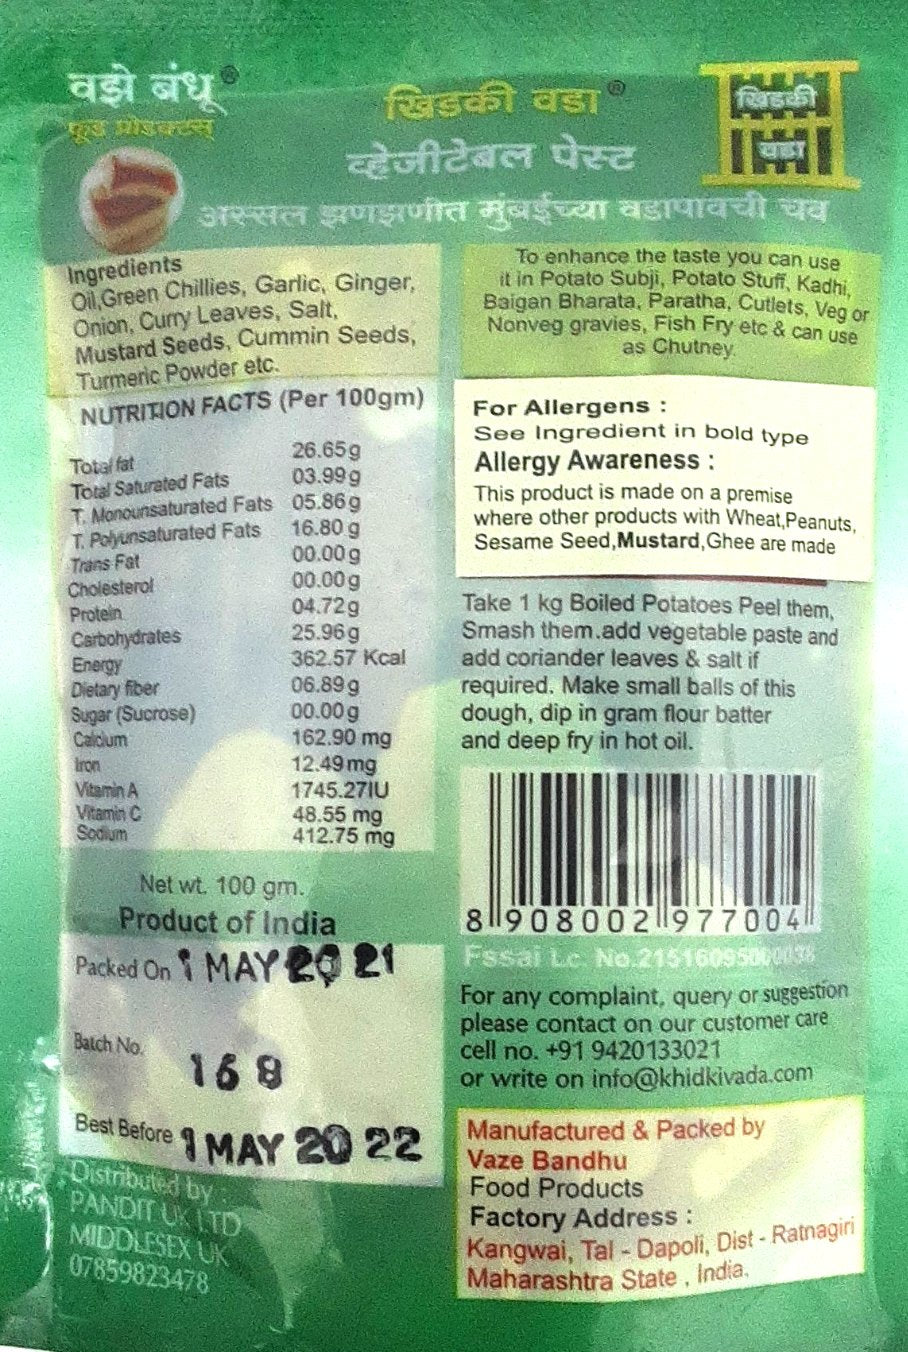 वझे बंधू®
फूड प्रोडक्टस्
खिडकी वडा®
व्हेजीटेबल पेस्ट
खिडकी
वडा
अस्सल झणझणीत मुंबईच्या वडापावची चव
Ingredients
Oil,Green Chillies, Garlic, Ginger,
Onion, Curry Leaves, Salt,
Mustard Seeds, Cummin Seeds,
Turmeric Powder etc.
NUTRITION FACTS (Per 100gm)
Total fat 26.65g
Total Saturated Fats 03.99g
T. Monounsaturated Fats 05.86g
T. Polyunsaturated Fats 16.80 g
Trans Fat 00.00g
Cholesterol 00.00g
Protein 04.72g
Carbohydrates 25.96g
Energy 362.57 Kcal
Dietary fiber 06.89g
Sugar (Sucrose) 00.00g
Calcium 162.90 mg
Iron 12.49mg
Vitamin A 1745.27IU
Vitamin C 48.55 mg
Sodium 412.75 mg
Net wt. 100 gm.
Product of India
Packed On 1 MAY 20 21
Batch No.
168
Best Before 1 MAY 20 22
Distributed by :
PANDIT UK LTD
MIDDLESEX UK
07859823478
To enhance the taste you can use
it in Potato Subji, Potato Stuff, Kadhi,
Baigan Bharata, Paratha, Cutlets, Veg or
Nonveg gravies, Fish Fry etc & can use
as Chutney.
For Allergens :
See Ingredient in bold type
Allergy Awareness :
This product is made on a premise
where other products with Wheat,Peanuts,
Sesame Seed,Mustard,Ghee are made
Take 1 kg Boiled Potatoes Peel them,
Smash them.add vegetable paste and
add coriander leaves & salt if
required. Make small balls of this
dough, dip in gram flour batter
and deep fry in hot oil.
8 908002 977004
Fssai Lc No.21516095000038
For any complaint, query or suggestion
please contact on our customer care
cell no. +91 9420133021
or write on info@khidkivada.com
Manufactured & Packed by
Vaze Bandhu
Food Products
Factory Address :
Kangwai, Tal - Dapoli, Dist - Ratnagiri
Maharashtra State , India.